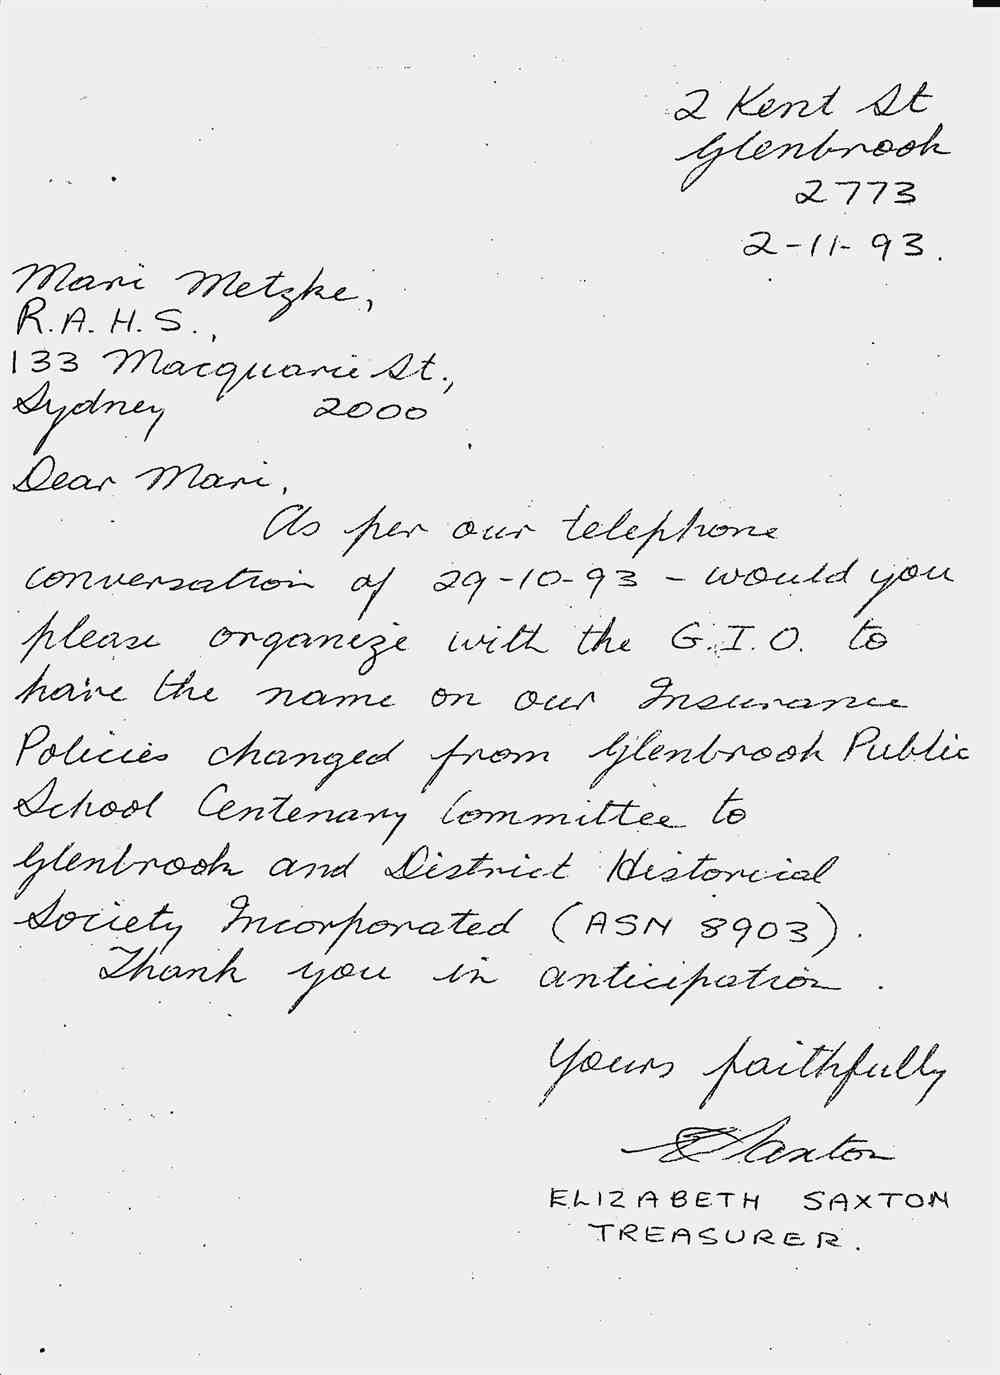 2 Kent St
Glenbrook
2773
2-11-93.
Mari Metzke,
R.A.H.S.,
133 Macquarie St.,
Sydney 2000
Dear Mari,
As per our telephone
conversation of 29-10-93 - would you
please organize with the G.I.O. to
have the name on our Insurance
Policies changed from Glenbrook Public
School Centenary Committee to
Glenbrook and District Historical
Society Incorporated (ASN 8903).
Thank you in anticipation.
Yours faithfully
E Saxton
ELIZABETH SAXTON
TREASURER.